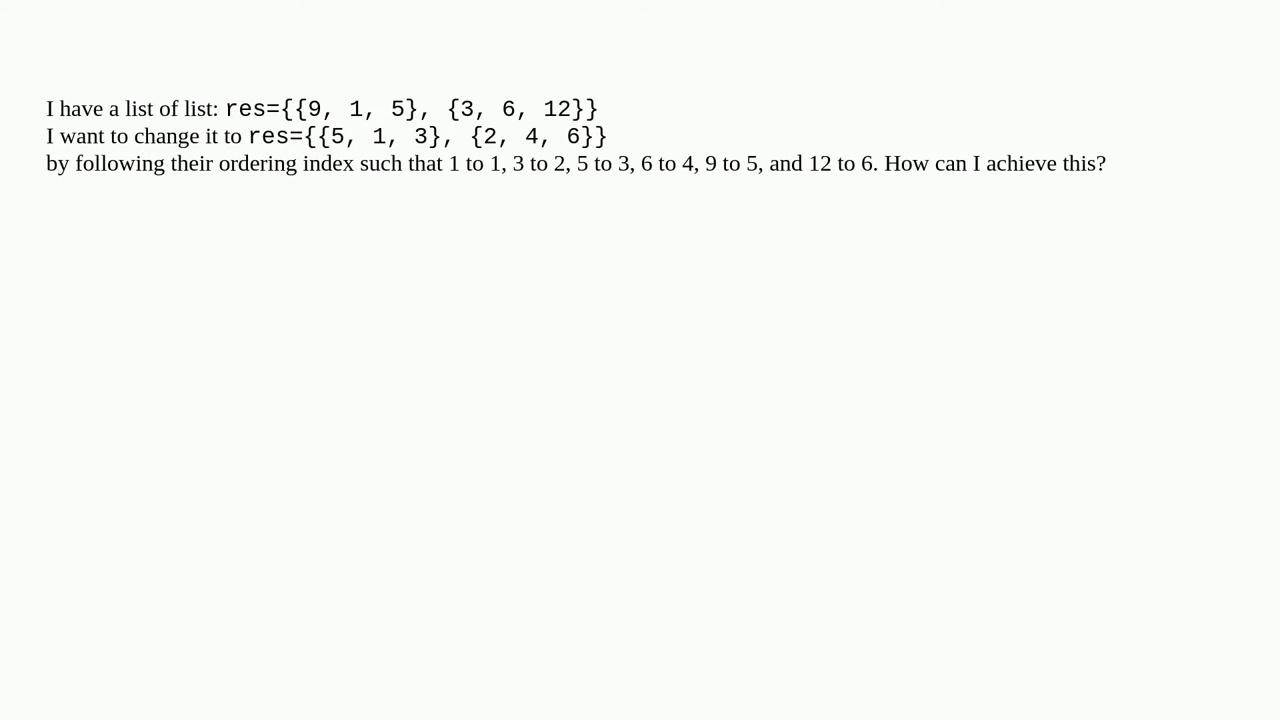 I have a list of list: res={{9, 1, 5}, {3, 6, 12}}
I want to change it to res={{5, 1, 3}, {2, 4, 6}}
by following their ordering index such that 1 to 1, 3 to 2, 5 to 3, 6 to 4, 9 to 5, and 12 to 6. How can I achieve this?